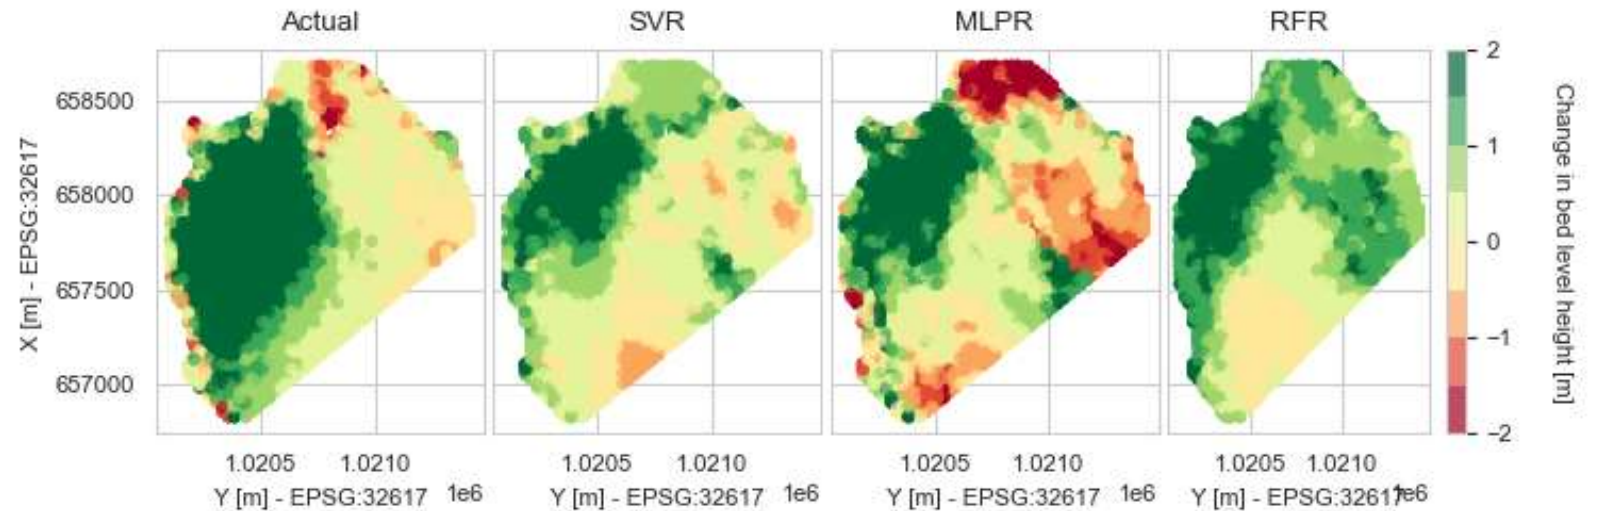 Actual SVR MLPR RFR
2
658500
1
658000
0
657500
−1
657000
−2
X [m] - EPSG:32617
Change in bed level height [m]
1.0205 1.0210 1.0205 1.0210 1.0205 1.0210 1.0205 1.0210
Y [m] - EPSG:32617 1e6 Y [m] - EPSG:32617 1e6 Y [m] - EPSG:32617 1e6 Y [m] - EPSG:32617 1e6